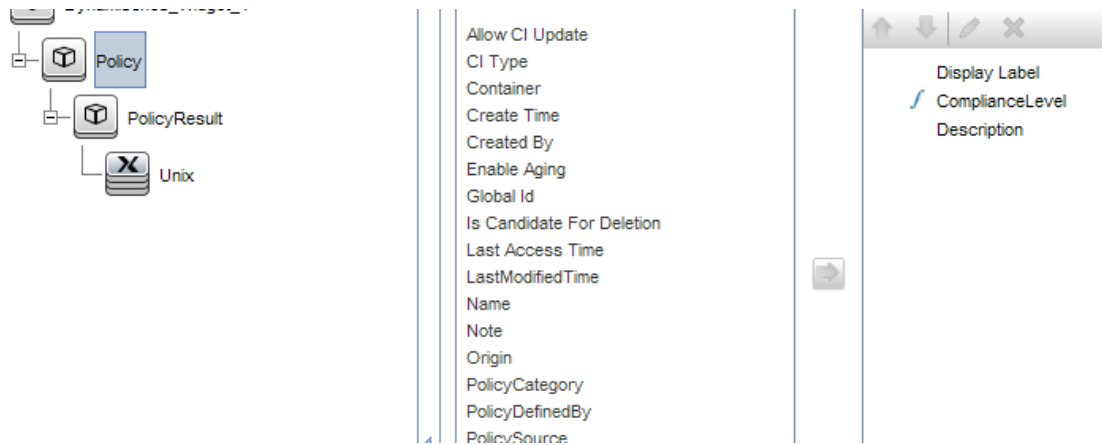 Policy
PolicyResult
Unix
Allow CI Update
CI Type
Container
Create Time
Created By
Enable Aging
Global Id
Is Candidate For Deletion
Last Access Time
LastModifiedTime
Name
Note
Origin
PolicyCategory
PolicyDefinedBy
PolicySource
Display Label
ComplianceLevel
Description